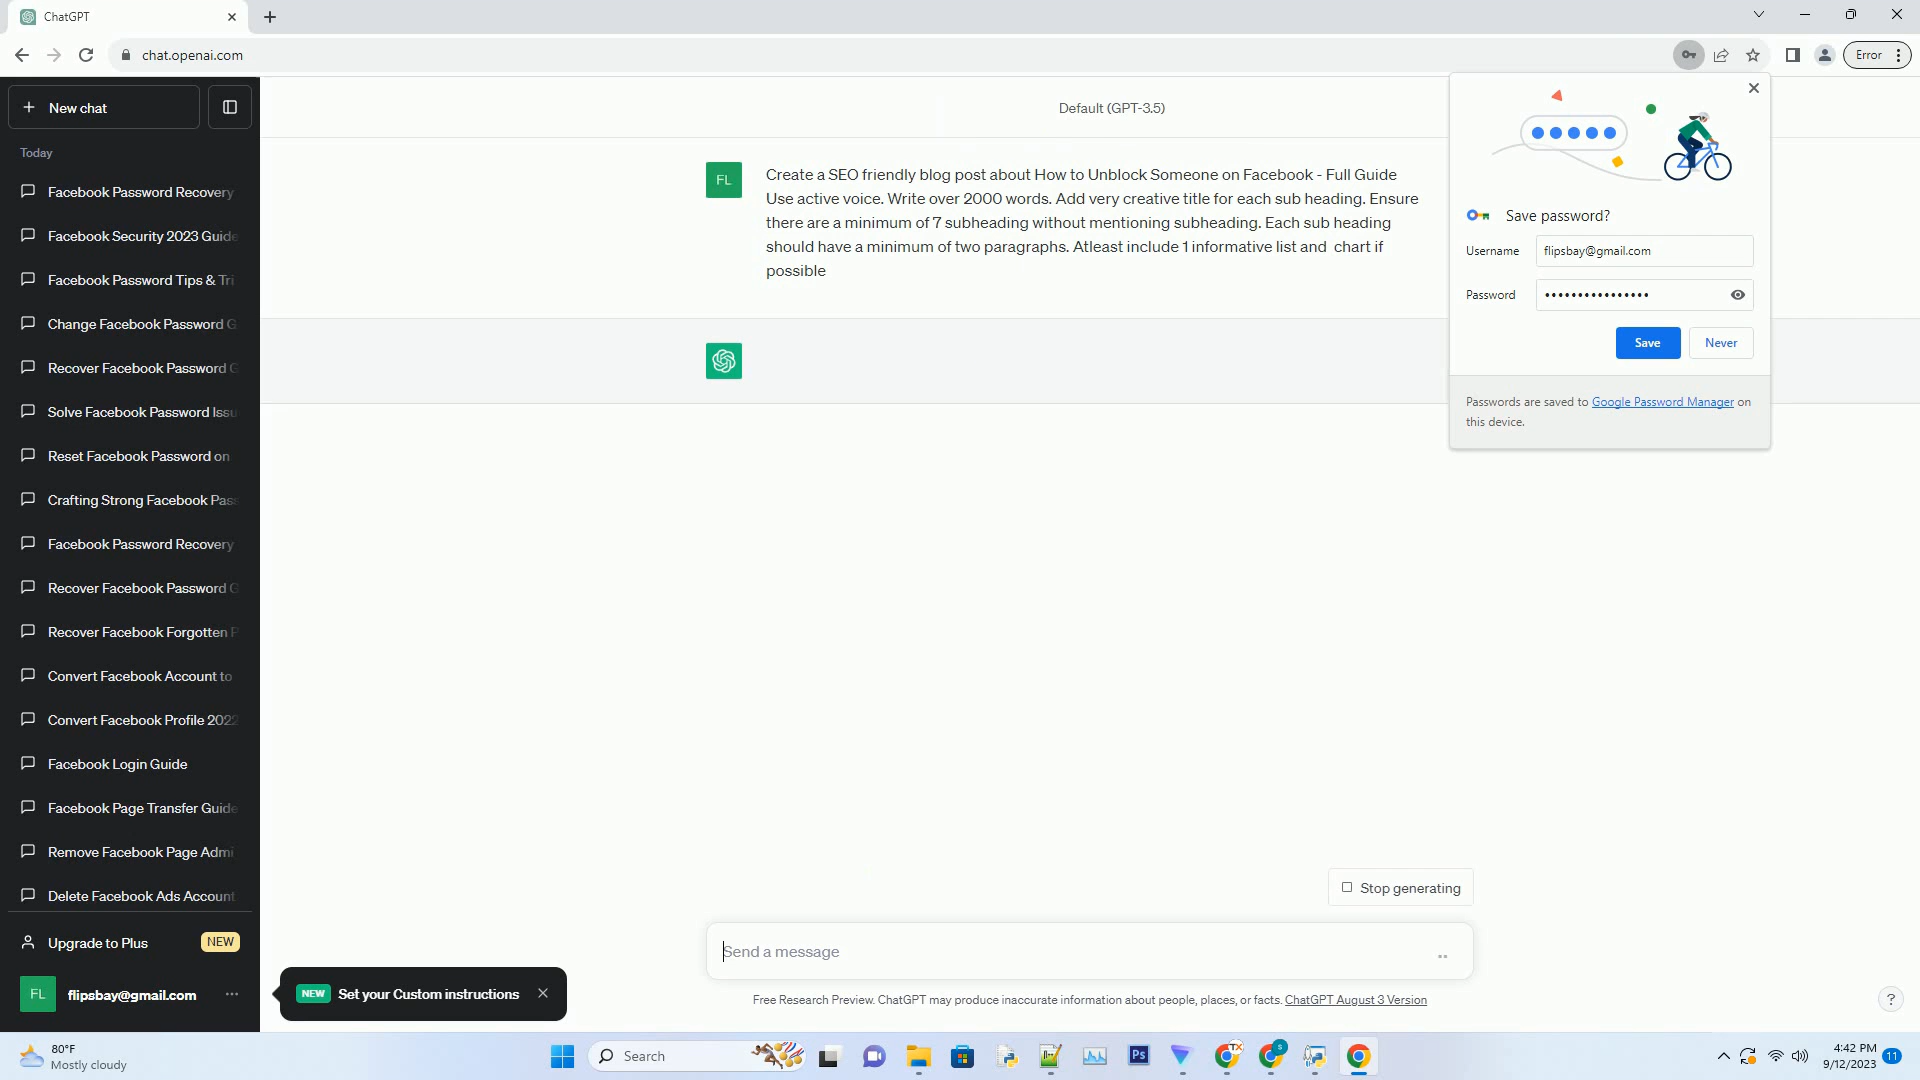 ChatGPT
chat.openai.com
Error
New chat
Today
Facebook Password Recovery
Facebook Security 2023 Guide
Facebook Password Tips & Tri
Change Facebook Password G
Recover Facebook Password G
Solve Facebook Password Issu
Reset Facebook Password on
Crafting Strong Facebook Pass
Facebook Password Recovery
Recover Facebook Password G
Recover Facebook Forgotten P
Convert Facebook Account to
Convert Facebook Profile 2022
Facebook Login Guide
Facebook Page Transfer Guide
Remove Facebook Page Admi
Delete Facebook Ads Account
Upgrade to Plus NEW
FL flipsbay@gmail.com
Default (GPT-3.5)
FL
Create a SEO friendly blog post about How to Unblock Someone on Facebook - Full Guide
Use active voice. Write over 2000 words. Add very creative title for each sub heading. Ensure
there are a minimum of 7 subheading without mentioning subheading. Each sub heading
should have a minimum of two paragraphs. Atleast include 1 informative list and  chart if
possible
Save password?
Username flipsbay@gmail.com
Password ••••••••••••••••
Save Never
Passwords are saved to Google Password Manager on
this device.
Stop generating
Send a message
NEW Set your Custom instructions
Free Research Preview. ChatGPT may produce inaccurate information about people, places, or facts. ChatGPT August 3 Version
?
80°F
Mostly cloudy
Search
Ps
TX
S
4:42 PM
9/12/2023
11